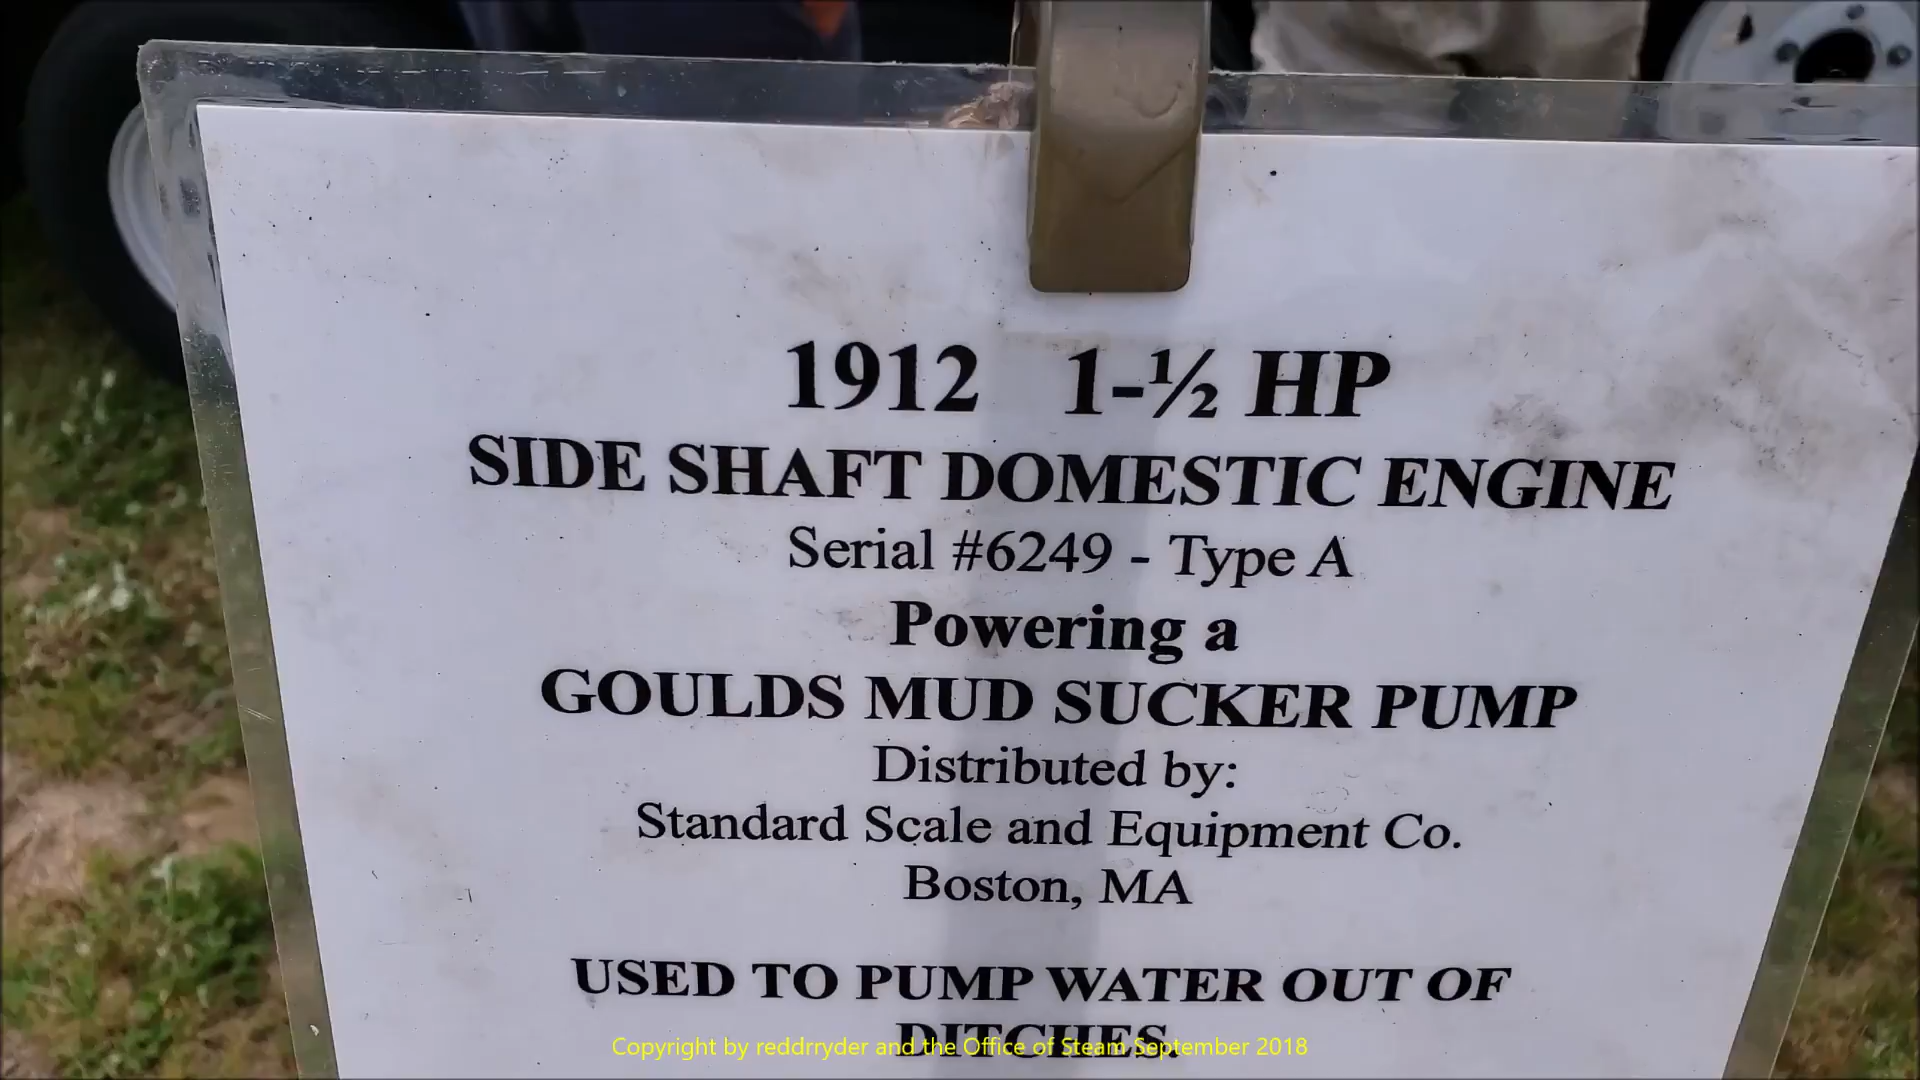 1912 1-½ HP
SIDE SHAFT DOMESTIC ENGINE
Serial #6249 - Type A
Powering a
GOULDS MUD SUCKER PUMP
Distributed by:
Standard Scale and Equipment Co.
Boston, MA
USED TO PUMP WATER OUT OF
DITCHES.
Copyright by reddrryder and the Office of Steam September 2018